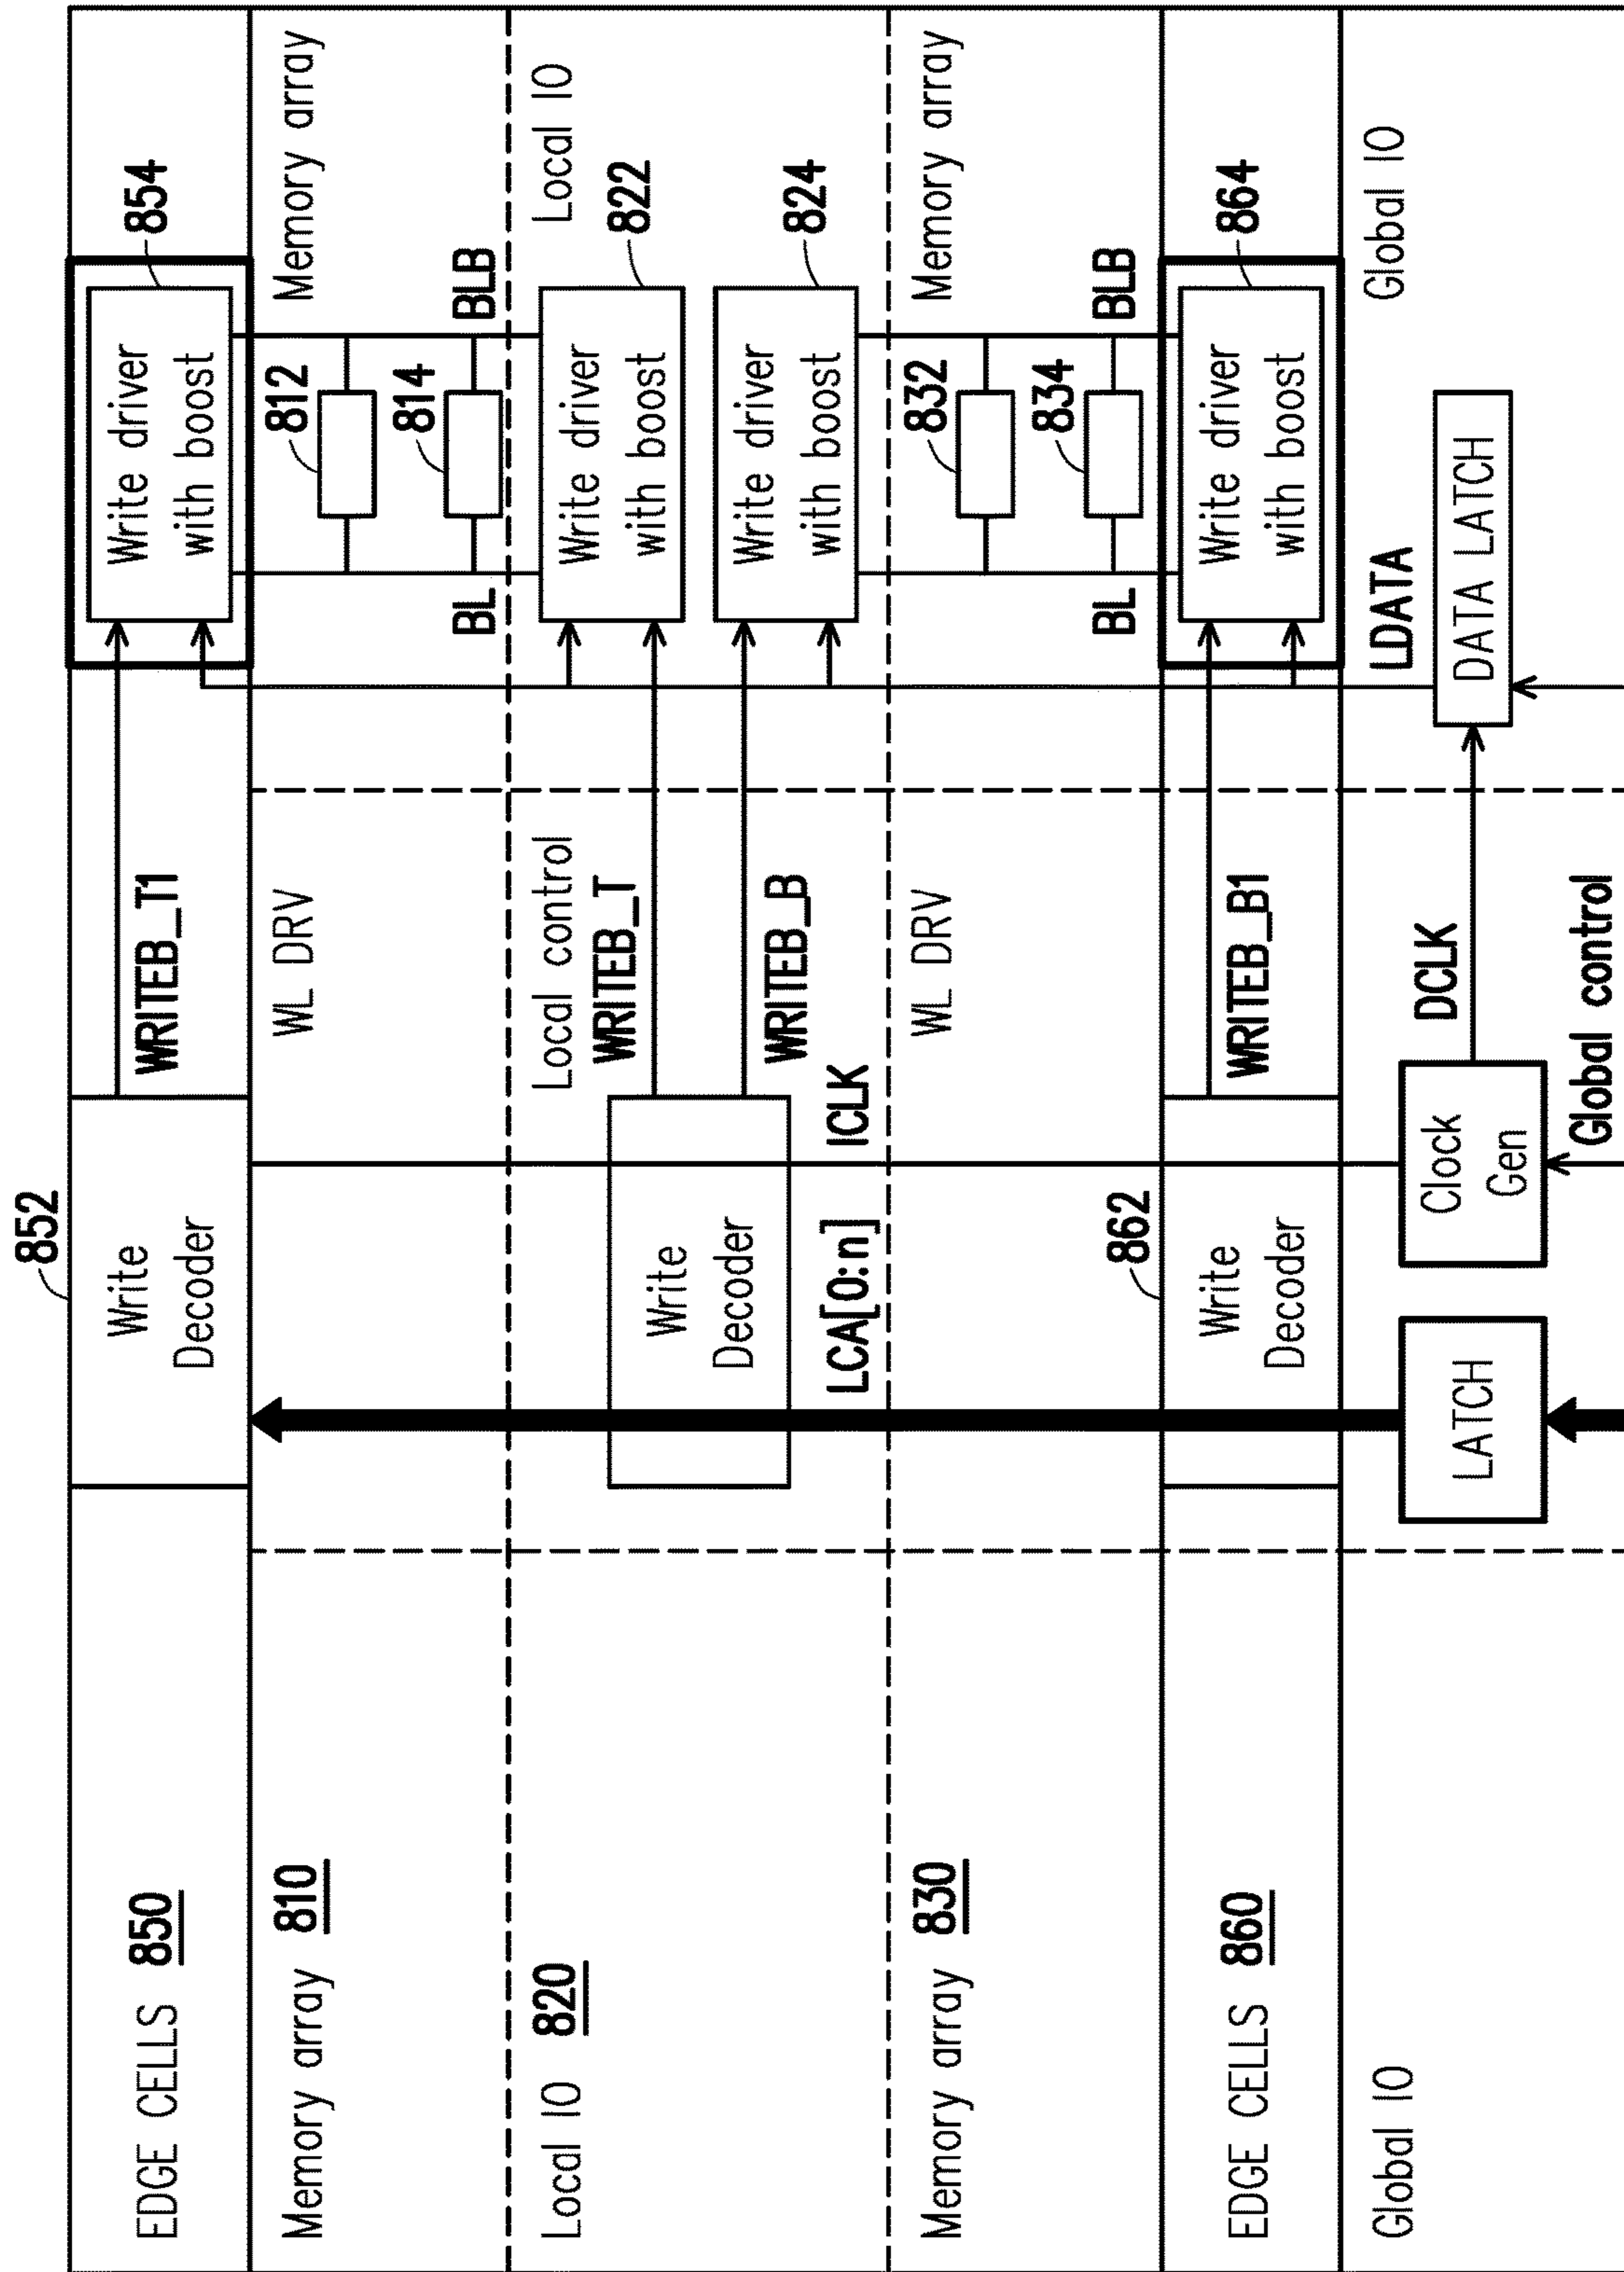 852
EDGE CELLS 850
Write
Decoder
WRITEB_T1
Write driver
with boost
854
Memory array 810
WL DRV
812
814
BL
BLB
Memory array
Local IO 820
Local control
WRITEB_T
Write
Decoder
WRITEB_B
LCA[0:n]
ICLK
Write driver
with boost
822
Write driver
with boost
824
Local IO
Memory array 830
WL DRV
832
834
BL
BLB
Memory array
862
EDGE CELLS 860
Write
Decoder
WRITEB_B1
Write driver
with boost
864
Global IO
LATCH
Clock
Gen
DCLK
LDATA
DATA LATCH
Global IO
Global control